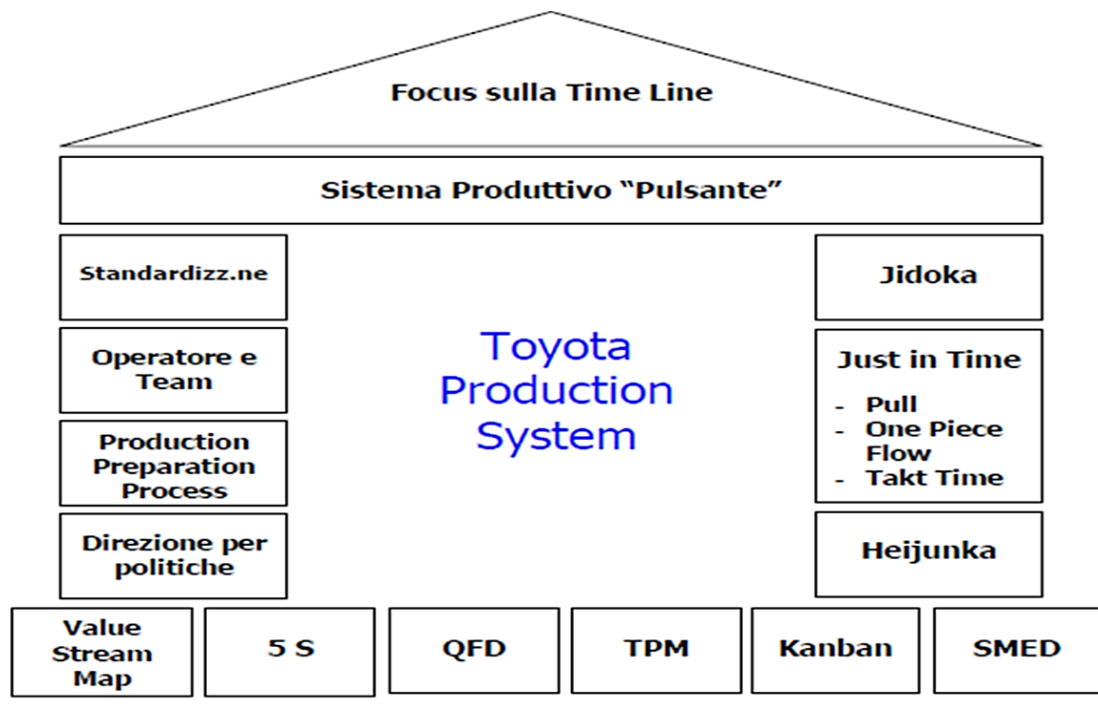 Focus sulla Time Line
Sistema Produttivo “Pulsante”
Standardizz.ne
Operatore e
Team
Production
Preparation
Process
Direzione per
politiche
Toyota
Production
System
Jidoka
Just in Time
- Pull
- One Piece
Flow
- Takt Time
Heijunka
Value
Stream
Map
5 S
QFD
TPM
Kanban
SMED